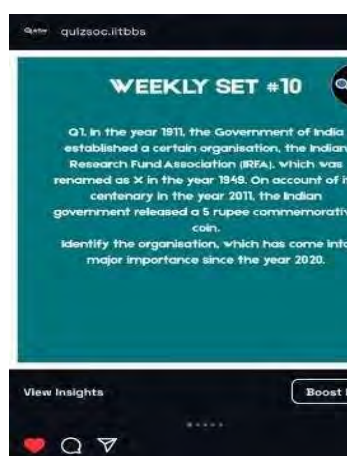 quizsoc.iitbbs
WEEKLY SET #10
Q1. In the year 1911, the Government of India
established a certain organisation, the Indian
Research Fund Association (IRFA), which was
renamed as X in the year 1949. On account of i
centenary in the year 2011, the Indian
government released a 5 rupee commemorativ
coin.
Identify the organisation, which has come into
major importance since the year 2020.
View Insights
Boost